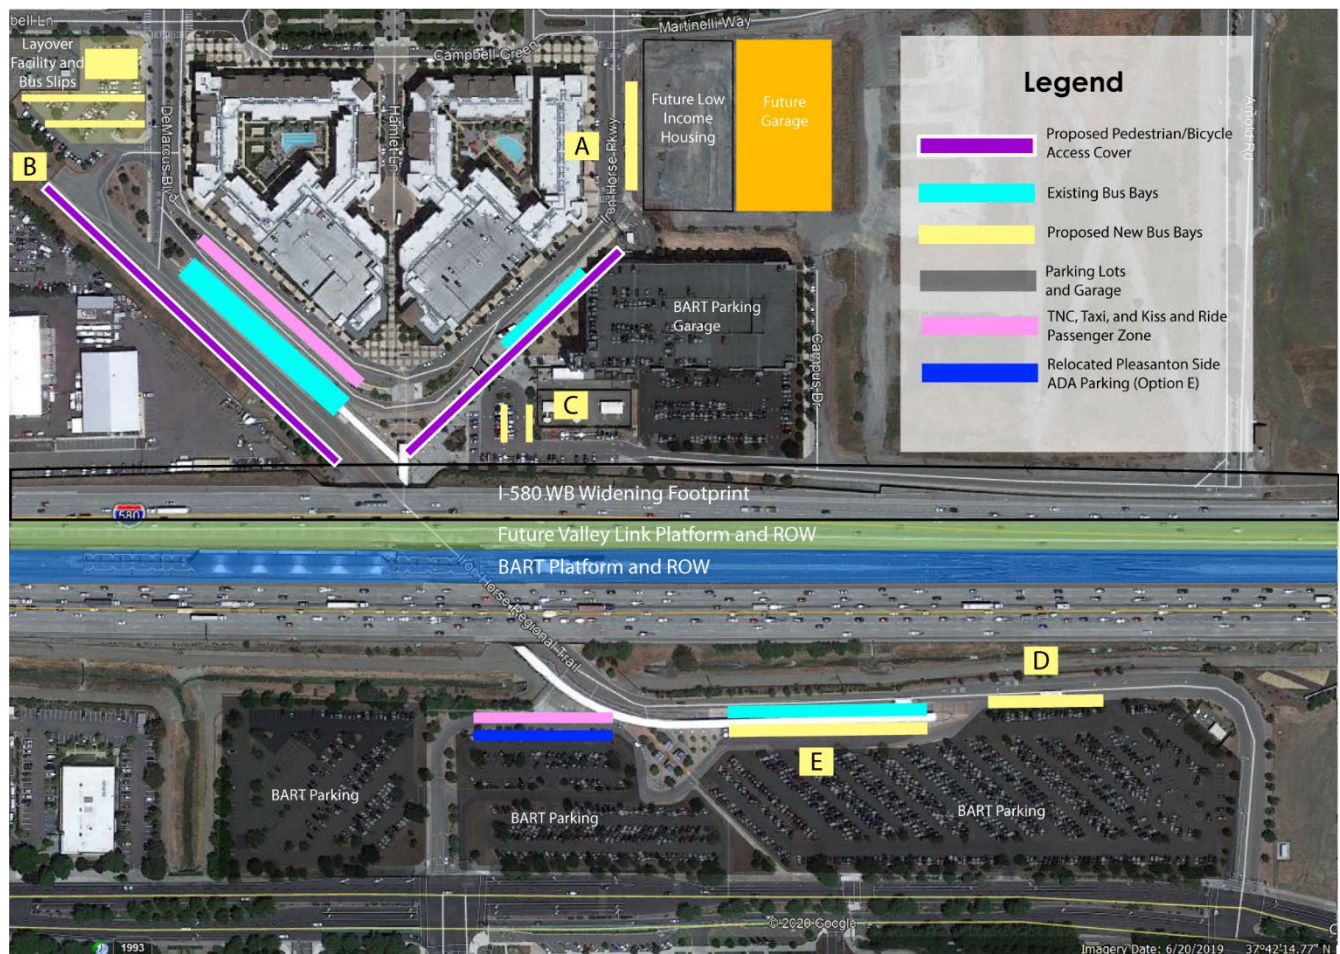 bell Ln
Layover
Facility and
Bus Slips
Martinelli Way
Campbell Green
DeMarcus Blvd
Hamlet Ln
Iron Horse Pkwy
A
B
Future Low
Income
Housing
Future
Garage
Legend
Proposed Pedestrian/Bicycle
Access Cover
Existing Bus Bays
Proposed New Bus Bays
Parking Lots
and Garage
TNC, Taxi, and Kiss and Ride
Passenger Zone
Relocated Pleasanton Side
ADA Parking (Option E)
Arnold Rd
BART Parking
Garage
Campus Dr
C
I-580 WB Widening Footprint
580
Future Valley Link Platform and ROW
BART Platform and ROW
Iron Horse Regional Trail
D
E
BART Parking
BART Parking
BART Parking
© 2020 Google
1993
Imagery Date: 6/20/2019 37°42'14.77" N